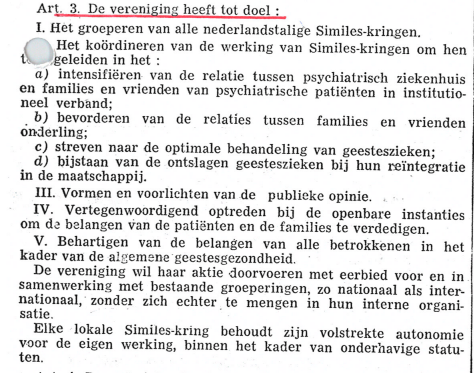 Art. 3. De vereniging heeft tot doel :
I. Het groeperen van alle nederlandstalige Similes-kringen.
Het koördineren van de werking van Similes-kringen om hen
geleiden in het :
a) intensifiëren van de relatie tussen psychiatrisch ziekenhuis
en families en vrienden van psychiatrische patiënten in institutio-
neel verband;
b) bevorderen van de relaties tussen families en vrienden
onderling;
c) streven naar de optimale behandeling van geesteszieken;
d) bijstaan van de ontslagen geesteszieken bij hun reïntegratie
in de maatschappij.
III. Vormen en voorlichten van de publieke opinie.
IV. Vertegenwoordigend optreden bij de openbare instanties
om de belangen van de patiënten en de families te verdedigen.
V. Behartigen van de belangen van alle betrokkenen in het
kader van de algemene geestesgezondheid.
De vereniging wil haar aktie doorvoeren met eerbied voor en in
samenwerking met bestaande groeperingen, zo nationaal als inter-
nationaal, zonder zich echter te mengen in hun interne organi-
satie.
Elke lokale Similes-kring behoudt zijn volstrekte autonomie
voor de eigen werking, binnen het kader van onderhavige statu-
ten.